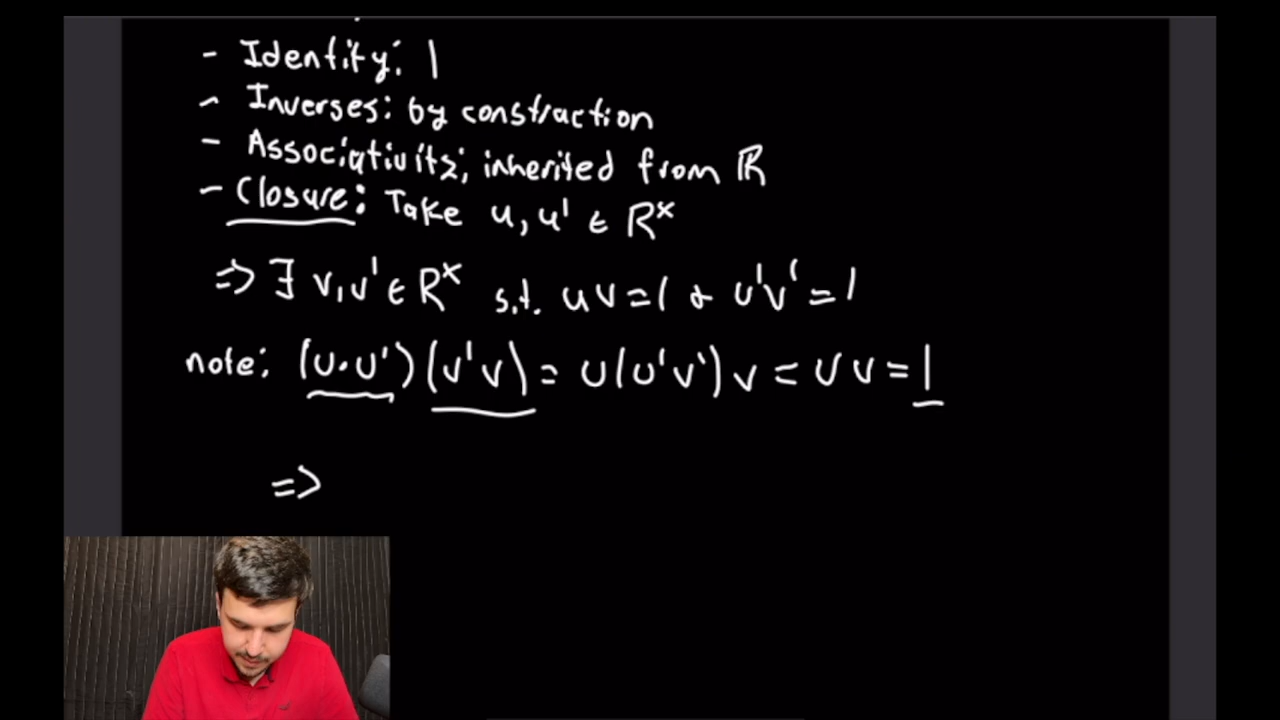 - Identity: 1
- Inverses: by construction
- Associativity: inherited from R
- Closure: Take u, u' ∈ R^x
=> ∃ v, v' ∈ R^x s.t. uv = 1 & u'v' = 1
note: (u·u')(v'v) = u(u'v')v = uv = 1
=>